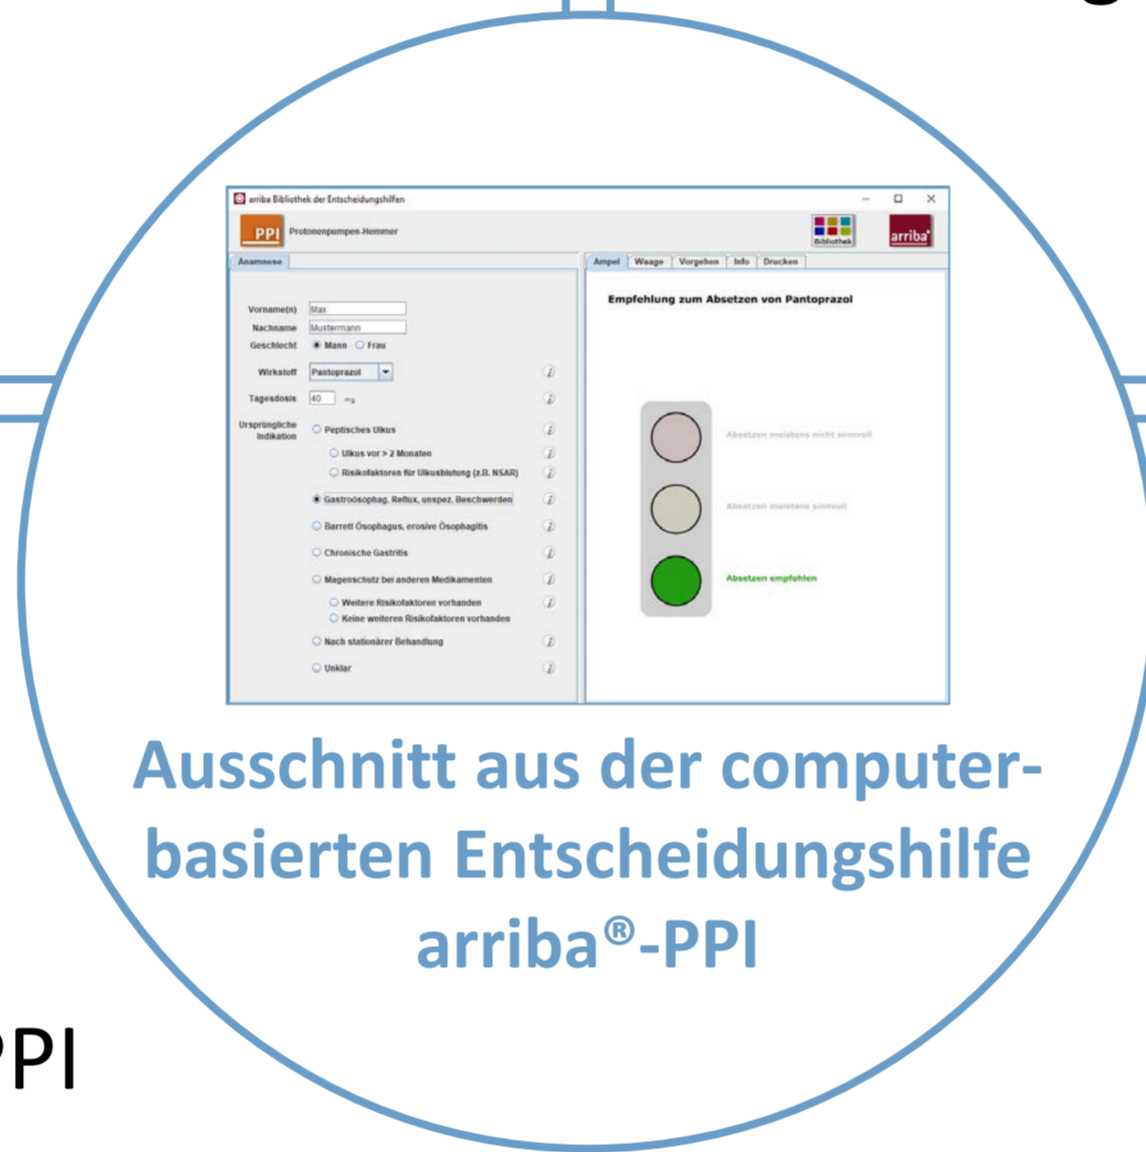 arriba Bibliothek der Entscheidungshilfen
PPI Protonenpumpen-Hemmer
Bibliothek
arriba
Anamnese
Vorname(n) Max
Nachname Mustermann
Geschlecht Mann Frau
Wirkstoff Pantoprazol
Tagesdosis 40 mg
Ursprüngliche Indikation
Peptisches Ulkus
Ulkus vor > 2 Monaten
Risikofaktoren für Ulkusblutung (z.B. NSAR)
Gastroösophag. Reflux, unspez. Beschwerden
Barrett Ösophagus, erosive Ösophagitis
Chronische Gastritis
Magenschutz bei anderen Medikamenten
Weitere Risikofaktoren vorhanden
Keine weiteren Risikofaktoren vorhanden
Nach stationärer Behandlung
Unklar
Ampel Waage Vorgehen Info Drucken
Empfehlung zum Absetzen von Pantoprazol
Absetzen meistens nicht sinnvoll
Absetzen meistens sinnvoll
Absetzen empfohlen
Ausschnitt aus der computer-
basierten Entscheidungshilfe
arriba®-PPI
PPI